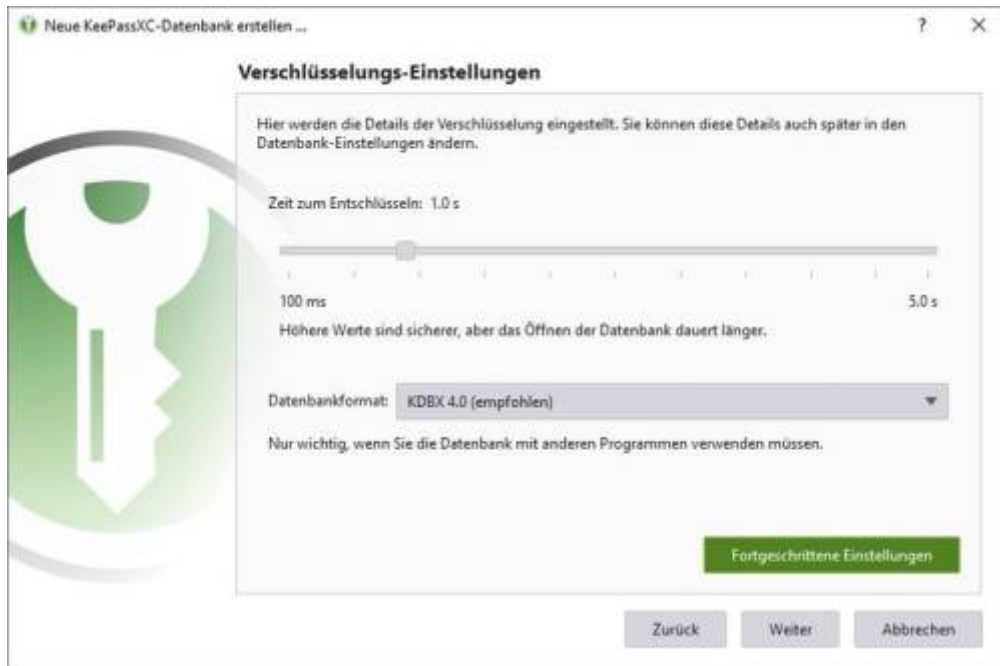 Neue KeePassXC-Datenbank erstellen ...
?
Verschlüsselungs-Einstellungen
Hier werden die Details der Verschlüsselung eingestellt. Sie können diese Details auch später in den
Datenbank-Einstellungen ändern.
Zeit zum Entschlüsseln: 1.0 s
100 ms 5.0 s
Höhere Werte sind sicherer, aber das Öffnen der Datenbank dauert länger.
Datenbankformat: KDBX 4.0 (empfohlen)
Nur wichtig, wenn Sie die Datenbank mit anderen Programmen verwenden müssen.
Fortgeschrittene Einstellungen
Zurück Weiter Abbrechen